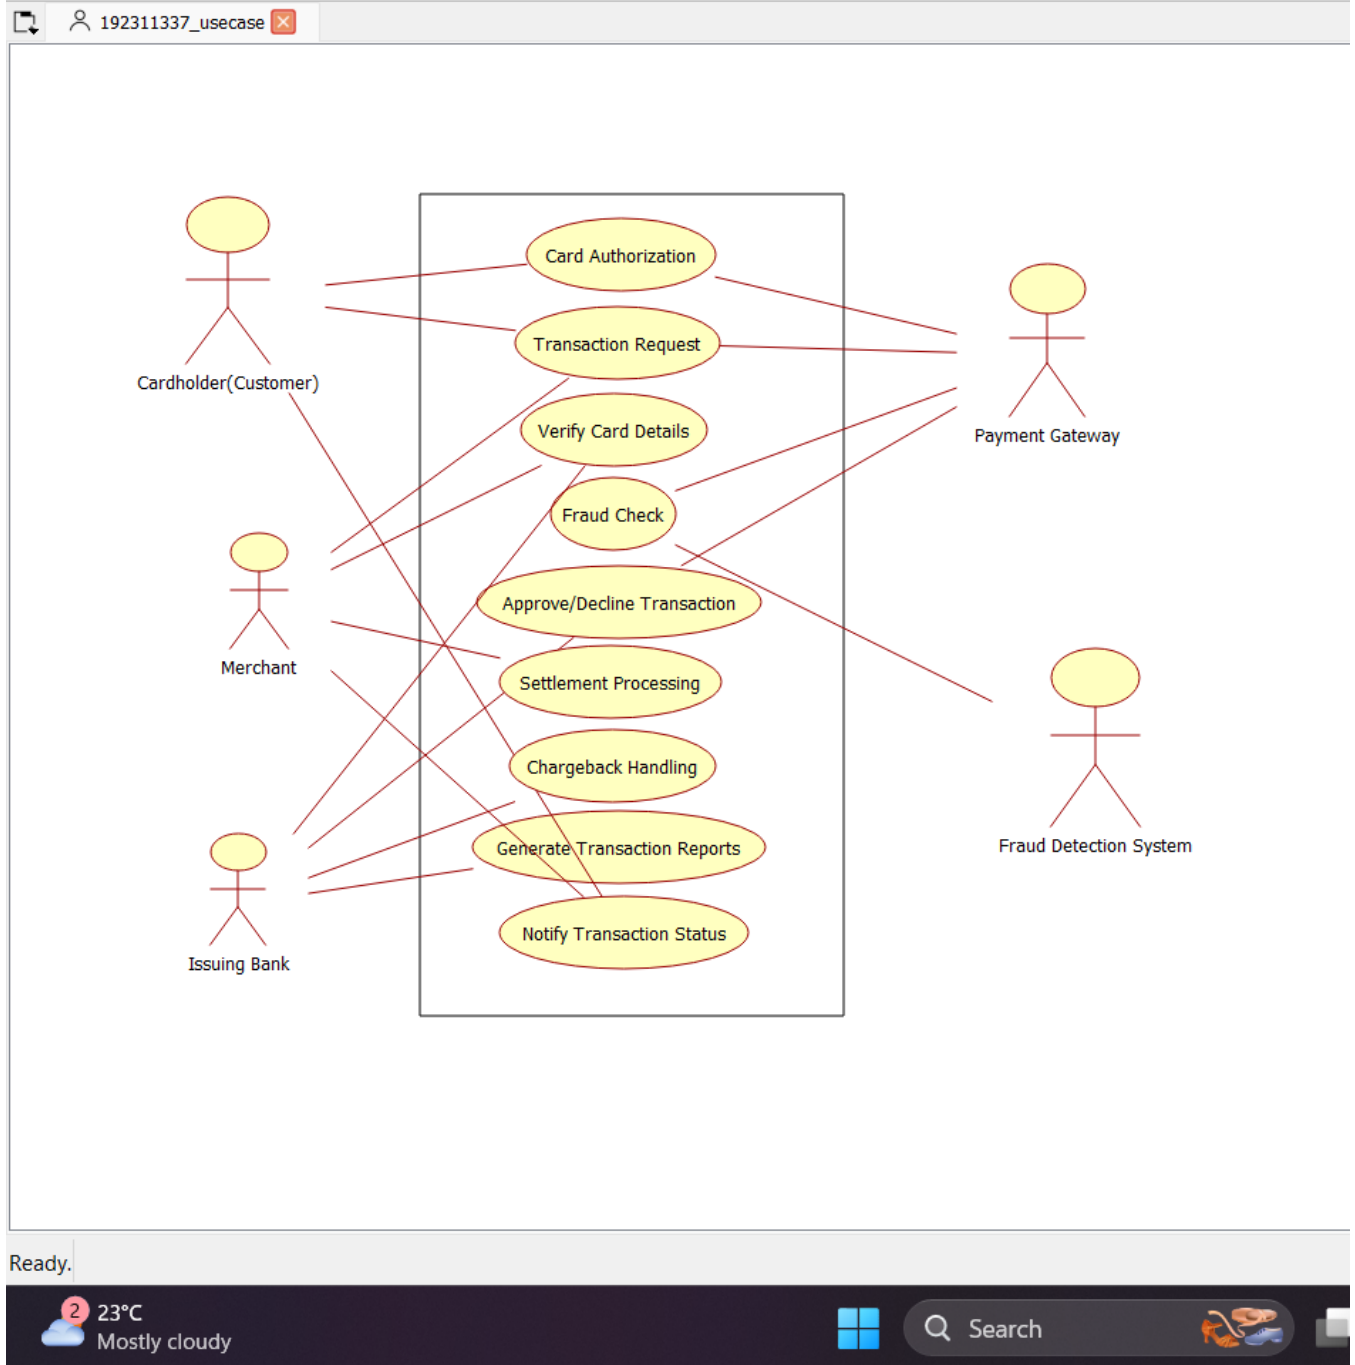 192311337_usecase
Card Authorization
Transaction Request
Cardholder(Customer)
Verify Card Details
Payment Gateway
Fraud Check
Approve/Decline Transaction
Merchant
Settlement Processing
Chargeback Handling
Generate Transaction Reports
Fraud Detection System
Notify Transaction Status
Issuing Bank
Ready.
2
23°C
Mostly cloudy
Search